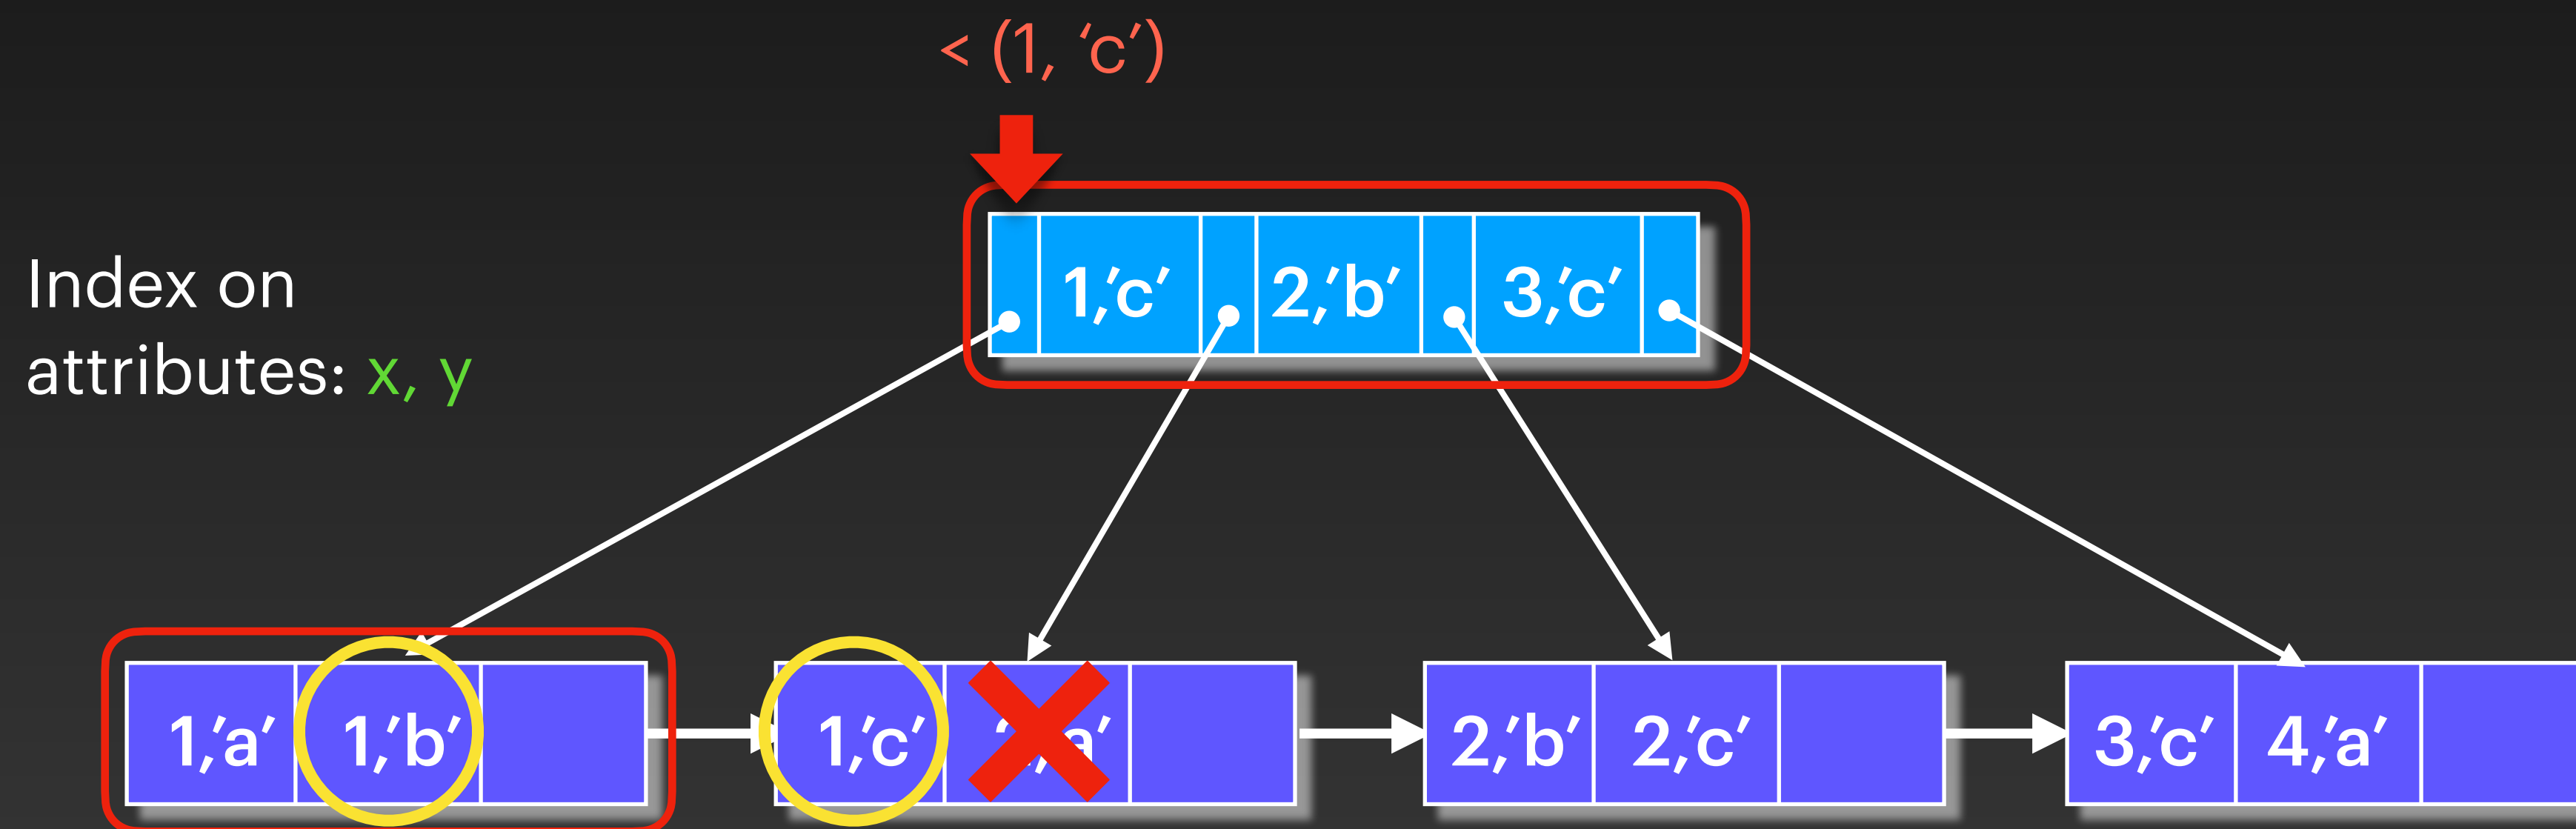 < (1, ‘c’)
Index on
attributes: x, y
1,‘c’ 2,‘b’ 3,‘c’
1,‘a’ 1,‘b’ 1,‘c’ 2,‘b’ 2,‘c’ 3,‘c’ 4,‘a’